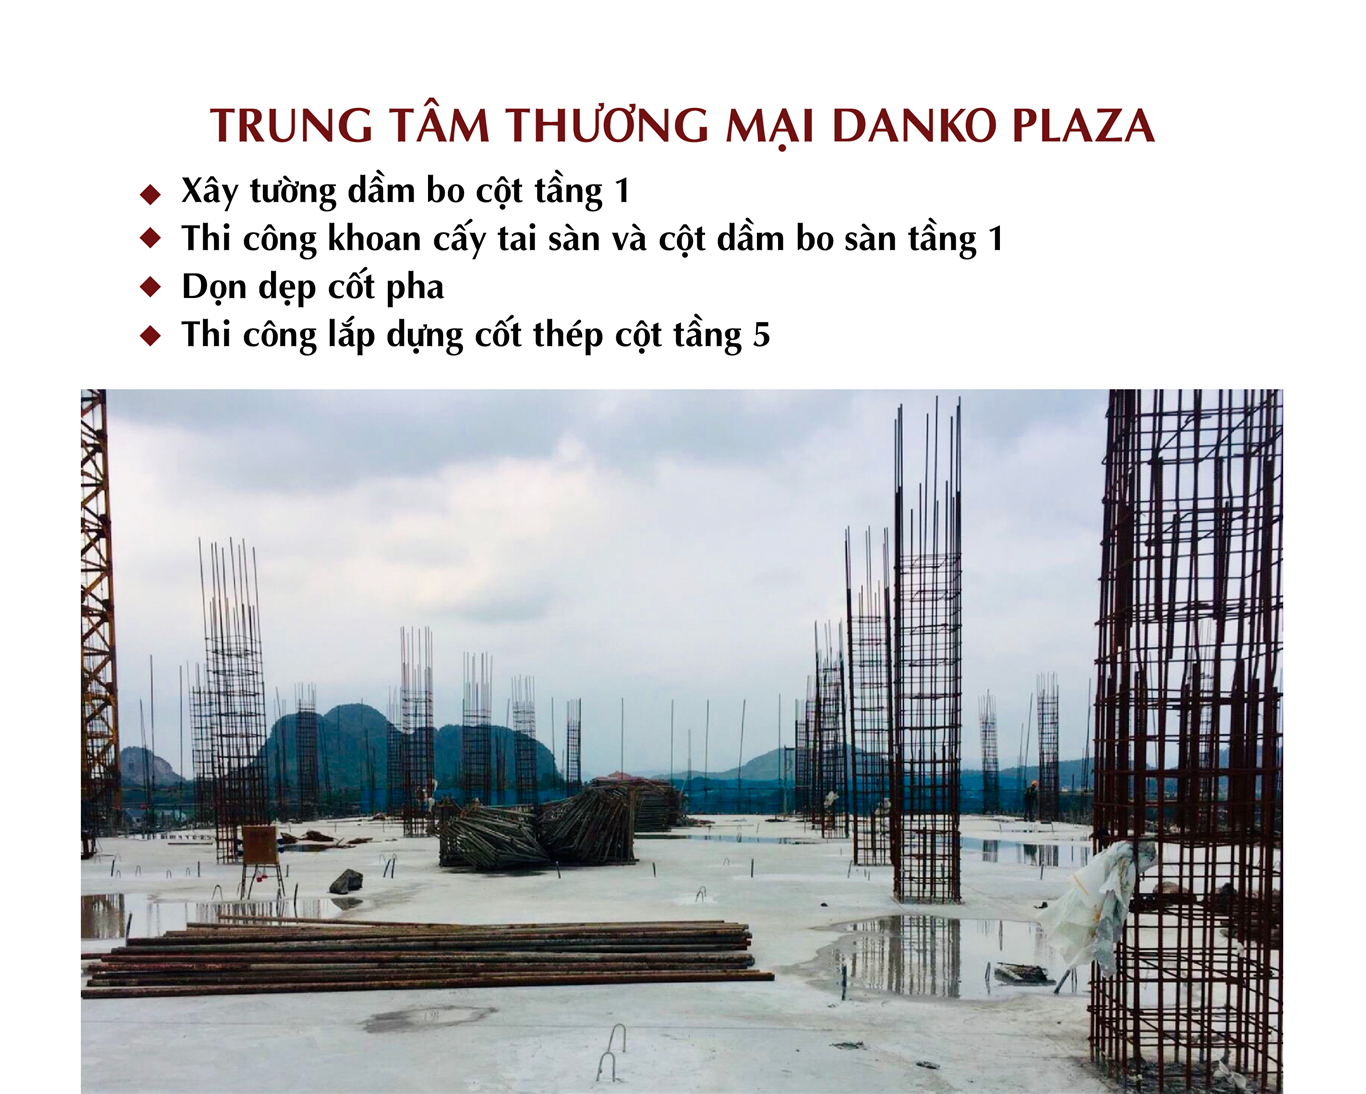 TRUNG TÂM THƯƠNG MẠI DANKO PLAZA
Xây tường dầm bo cột tầng 1
Thi công khoan cấy tai sàn và cột dầm bo sàn tầng 1
Dọn dẹp cốt pha
Thi công lắp dựng cốt thép cột tầng 5